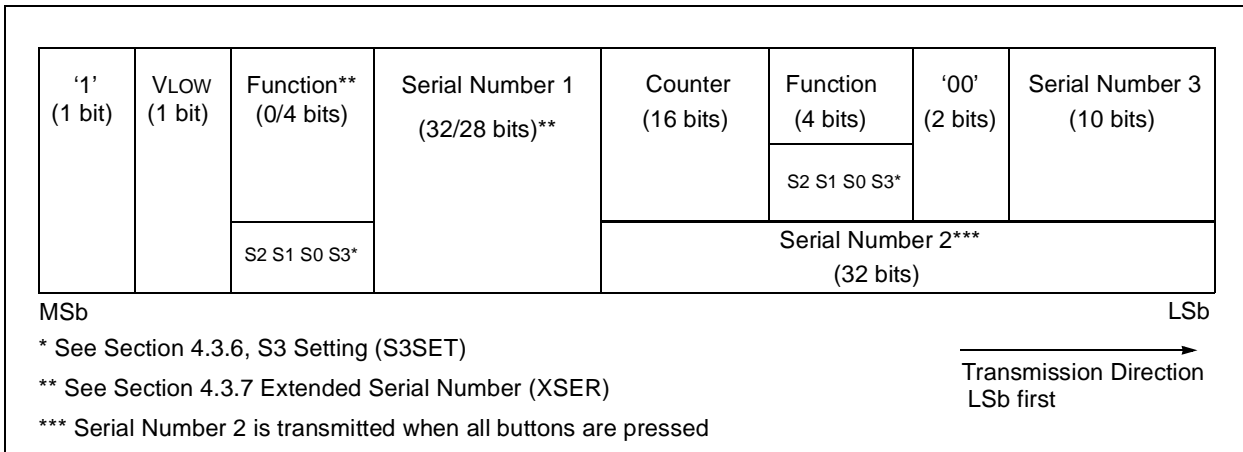 ‘1’ VLOW Function** Serial Number 1 Counter Function ‘00’ Serial Number 3
(1 bit) (1 bit) (0/4 bits) (32/28 bits)** (16 bits) (4 bits) (2 bits) (10 bits)
S2 S1 S0 S3*
S2 S1 S0 S3*
Serial Number 2***
(32 bits)
MSb LSb
* See Section 4.3.6, S3 Setting (S3SET)
** See Section 4.3.7 Extended Serial Number (XSER)
*** Serial Number 2 is transmitted when all buttons are pressed
Transmission Direction
LSb first